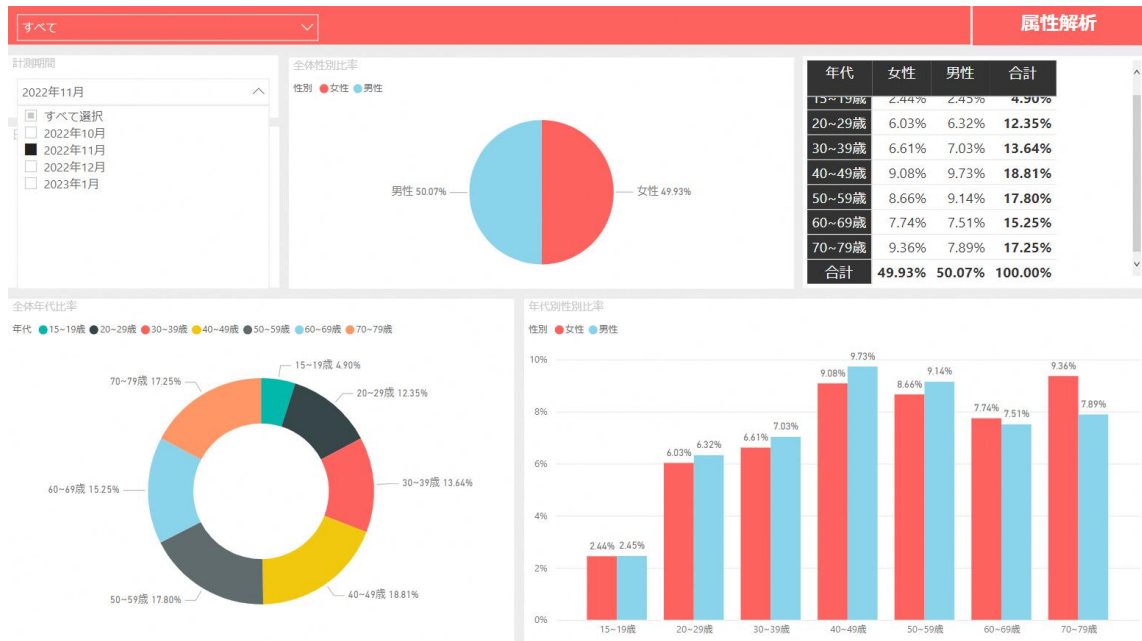 すべて
属性解析
計測期間
2022年11月
すべて選択
2022年10月
2022年11月
2022年12月
2023年1月
全体性別比率
性別 女性 男性
男性 50.07%
女性 49.93%
年代 女性 男性 合計
15~19歳 2.44% 2.45% 4.90%
20~29歳 6.03% 6.32% 12.35%
30~39歳 6.61% 7.03% 13.64%
40~49歳 9.08% 9.73% 18.81%
50~59歳 8.66% 9.14% 17.80%
60~69歳 7.74% 7.51% 15.25%
70~79歳 9.36% 7.89% 17.25%
合計 49.93% 50.07% 100.00%
全体年代比率
年代 15~19歳 20~29歳 30~39歳 40~49歳 50~59歳 60~69歳 70~79歳
15~19歳 4.90%
70~79歳 17.25%
20~29歳 12.35%
30~39歳 13.64%
60~69歳 15.25%
40~49歳 18.81%
50~59歳 17.80%
年代別性別比率
性別 女性 男性
10%
8%
6%
4%
2%
0%
2.44% 2.45%
6.03% 6.32%
6.61% 7.03%
9.08% 9.73%
8.66% 9.14%
7.74% 7.51%
9.36% 7.89%
15~19歳 20~29歳 30~39歳 40~49歳 50~59歳 60~69歳 70~79歳